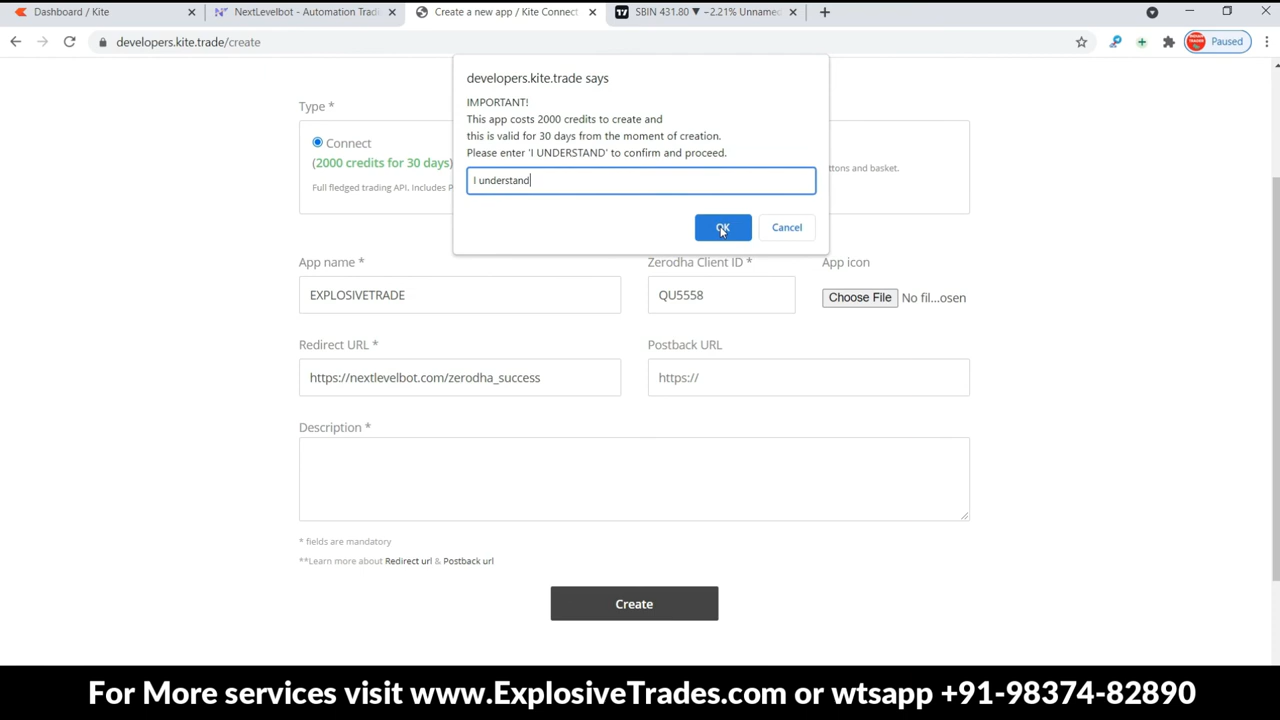 Dashboard / Kite
NextLevelbot - Automation Tradi
Create a new app / Kite Connect
SBIN 431.80 ▼ −2.21% Unnamed
developers.kite.trade/create
Paused
developers.kite.trade says
IMPORTANT!
This app costs 2000 credits to create and
this is valid for 30 days from the moment of creation.
Please enter 'I UNDERSTAND' to confirm and proceed.
I understand
OK
Cancel
Type *
Connect
(2000 credits for 30 days)
Full fledged trading API, Includes P
ttons and basket.
App name *
Zerodha Client ID *
App icon
EXPLOSIVETRADE
QU5558
Choose File
No fil...osen
Redirect URL *
Postback URL
https://nextlevelbot.com/zerodha_success
https://
Description *
* fields are mandatory
**Learn more about Redirect url & Postback url
Create
For More services visit www.ExplosiveTrades.com or wtsapp +91-98374-82890